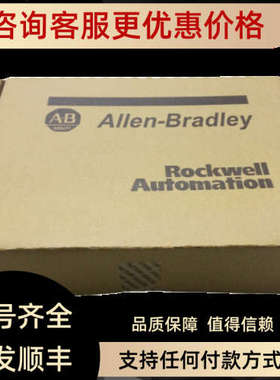 咨询客服更优惠价格
AB
Allen-Bradley
Rockwell
Automation
号齐全
品质保障 值得信赖
发顺丰
支持任何付款方式